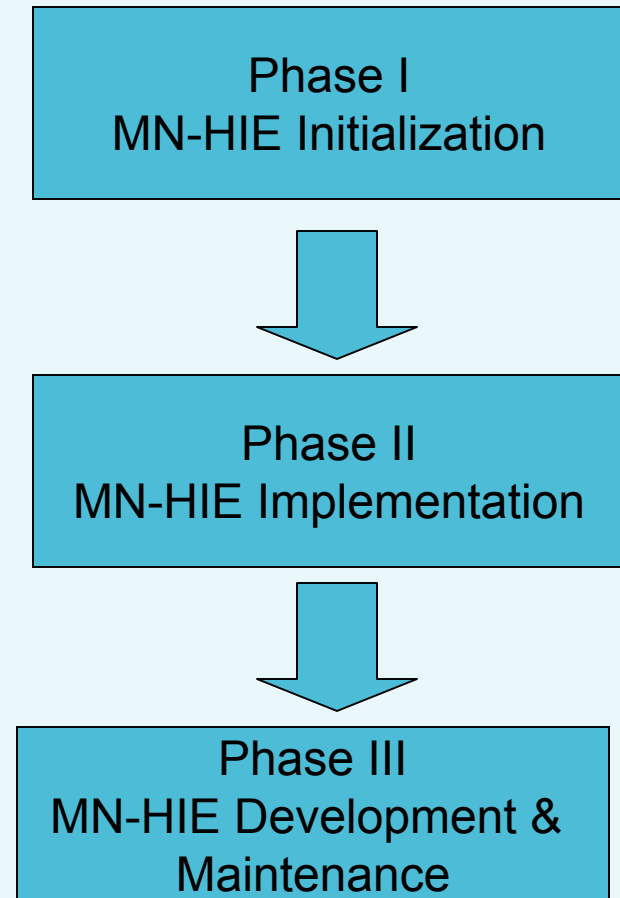 Phase I
MN-HIE Initialization
Phase II
MN-HIE Implementation
Phase III
MN-HIE Development &
Maintenance